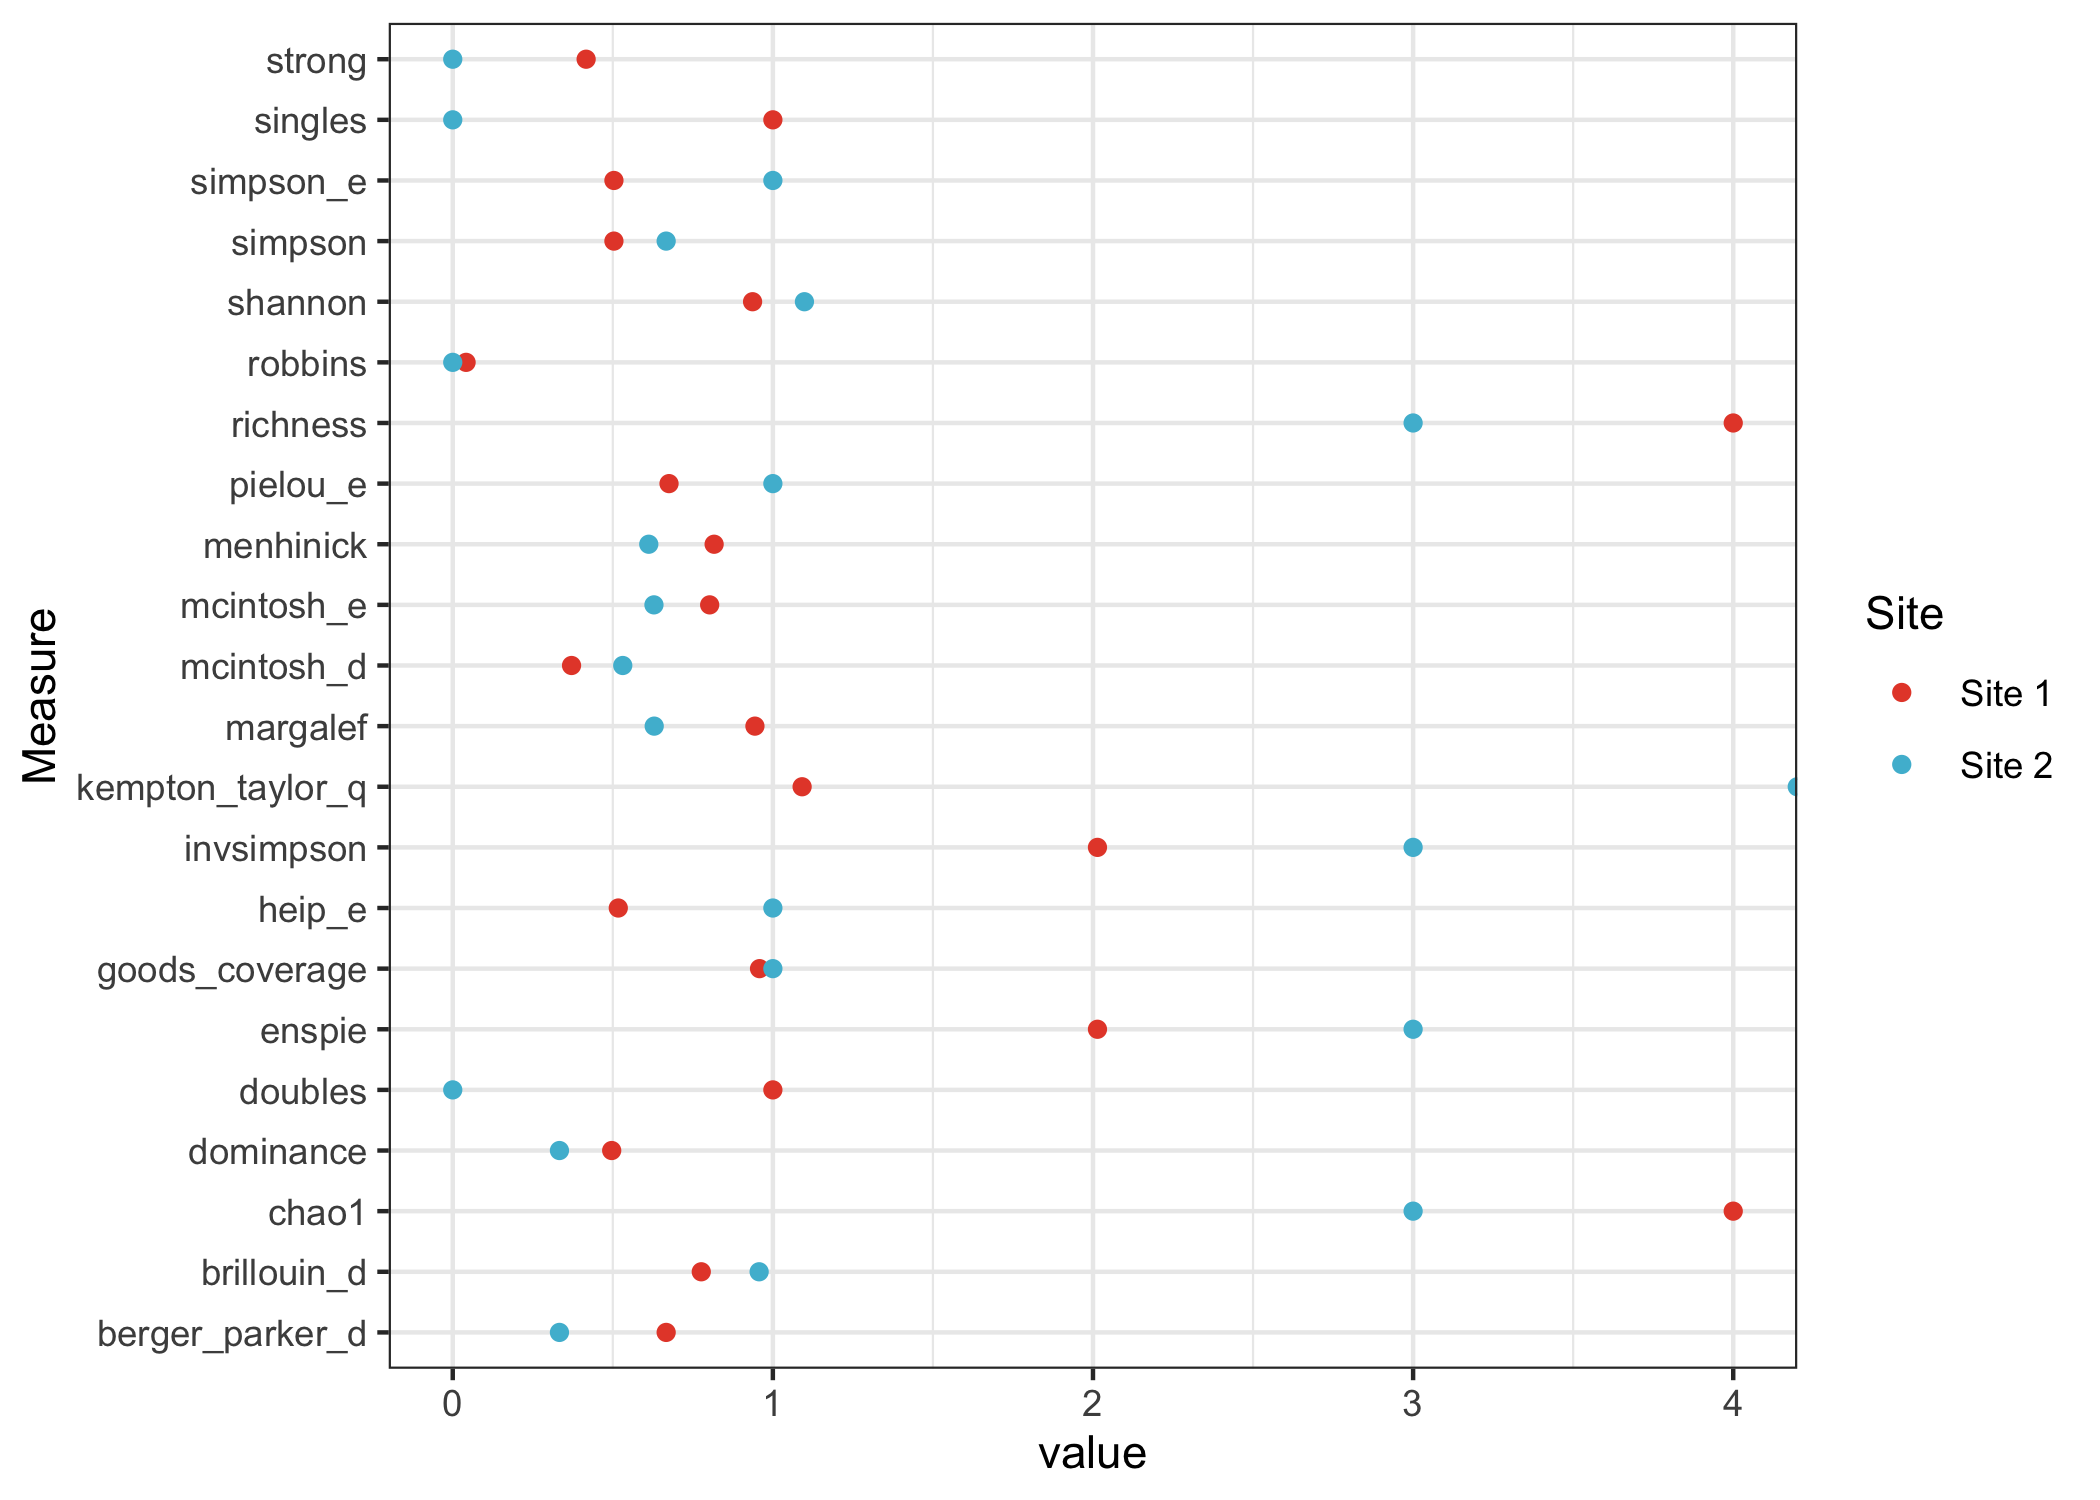 strong
singles
simpson_e
simpson
shannon
robbins
richness
pielou_e
menhinick
mcintosh_e
mcintosh_d
margalef
kempton_taylor_q
invsimpson
heip_e
goods_coverage
enspie
doubles
dominance
chao1
brillouin_d
berger_parker_d
Measure
0 1 2 3 4
value
Site
Site 1
Site 2